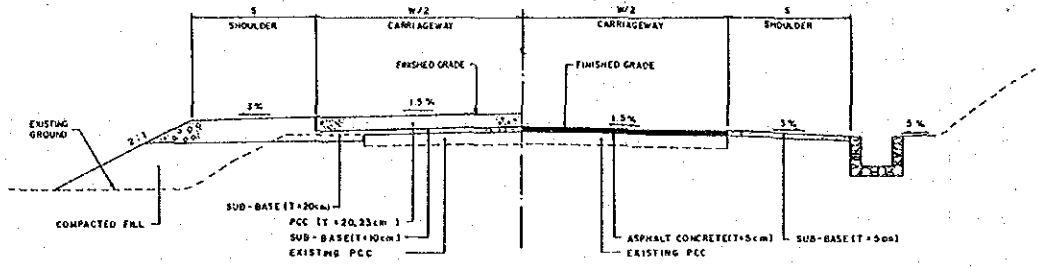 S W/2 W/2 S
SHOULDER CARRIAGEWAY CARRIAGEWAY SHOULDER
FINISHED GRADE FINISHED GRADE
3% 1.5% 1.5% 3% 5%
EXISTING
GROUND
2:1
SUB-BASE (T=20cm)
COMPACTED FILL
PCC (T=20,23cm)
SUB-BASE (T=10cm) ASPHALT CONCRETE (T=5cm) SUB-BASE (T=5cm)
EXISTING PCC EXISTING PCC